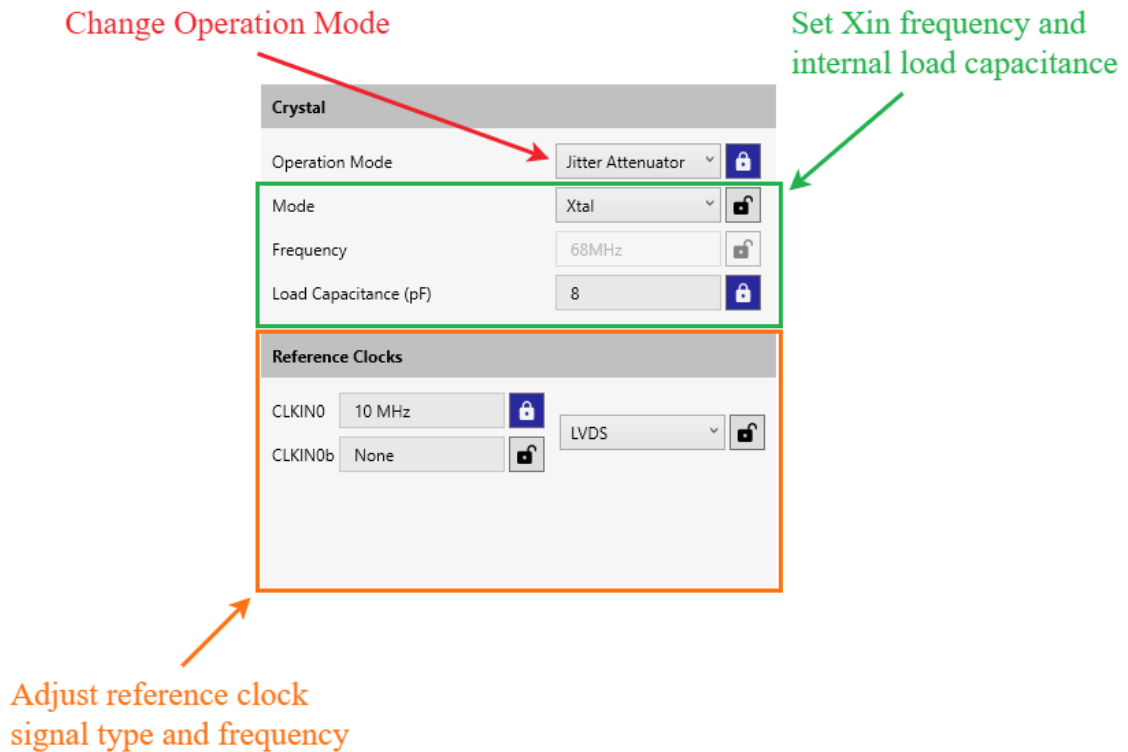 Change Operation Mode
Set Xin frequency and
internal load capacitance
Crystal
Operation Mode Jitter Attenuator
Mode Xtal
Frequency 68MHz
Load Capacitance (pF) 8
Reference Clocks
CLKIN0 10 MHz
LVDS
CLKIN0b None
Adjust reference clock
signal type and frequency